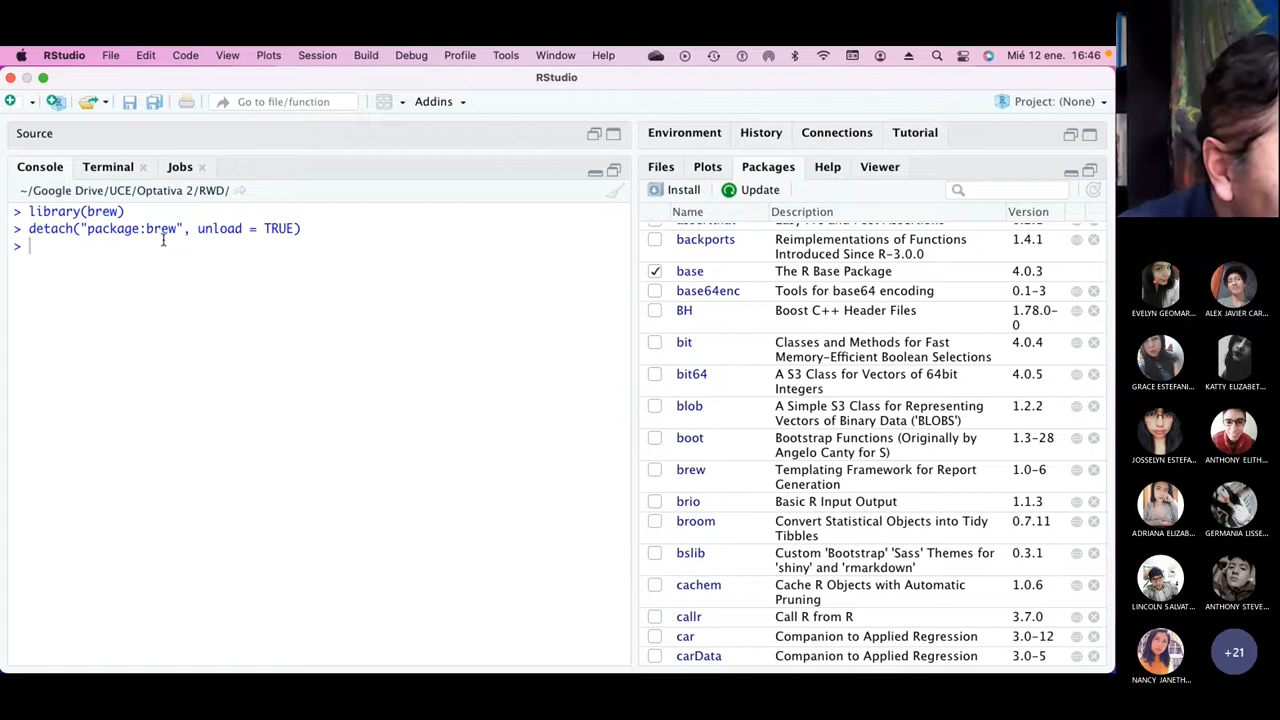 RStudio File Edit Code View Plots Session Build Debug Profile Tools Window Help Mié 12 ene. 16:46
RStudio
Go to file/function Addins Project: (None)
Source
Console Terminal Jobs
~/Google Drive/UCE/Optativa 2/RWD/
> library(brew)
> detach("package:brew", unload = TRUE)
>
Environment History Connections Tutorial
Files Plots Packages Help Viewer
Install Update
Name Description Version
backports Reimplementations of Functions 1.4.1
Introduced Since R-3.0.0
base The R Base Package 4.0.3
base64enc Tools for base64 encoding 0.1-3
BH Boost C++ Header Files 1.78.0-
0
bit Classes and Methods for Fast 4.0.4
Memory-Efficient Boolean Selections
bit64 A S3 Class for Vectors of 64bit 4.0.5
Integers
blob A Simple S3 Class for Representing 1.2.2
Vectors of Binary Data ('BLOBS')
boot Bootstrap Functions (Originally by 1.3-28
Angelo Canty for S)
brew Templating Framework for Report 1.0-6
Generation
brio Basic R Input Output 1.1.3
broom Convert Statistical Objects into Tidy 0.7.11
Tibbles
bslib Custom 'Bootstrap' 'Sass' Themes for 0.3.1
'shiny' and 'rmarkdown'
cachem Cache R Objects with Automatic 1.0.6
Pruning
callr Call R from R 3.7.0
car Companion to Applied Regression 3.0-12
carData Companion to Applied Regression 3.0-5
EVELYN GEOMAR... ALEX JAVIER CAR...
GRACE ESTEFANI... KATTY ELIZABET...
JOSSELYN ESTEFA... ANTHONY ELITH...
ADRIANA ELIZAB... GERMANIA LISSE...
LINCOLN SALVAT... ANTHONY STEVE...
NANCY JANETH... +21